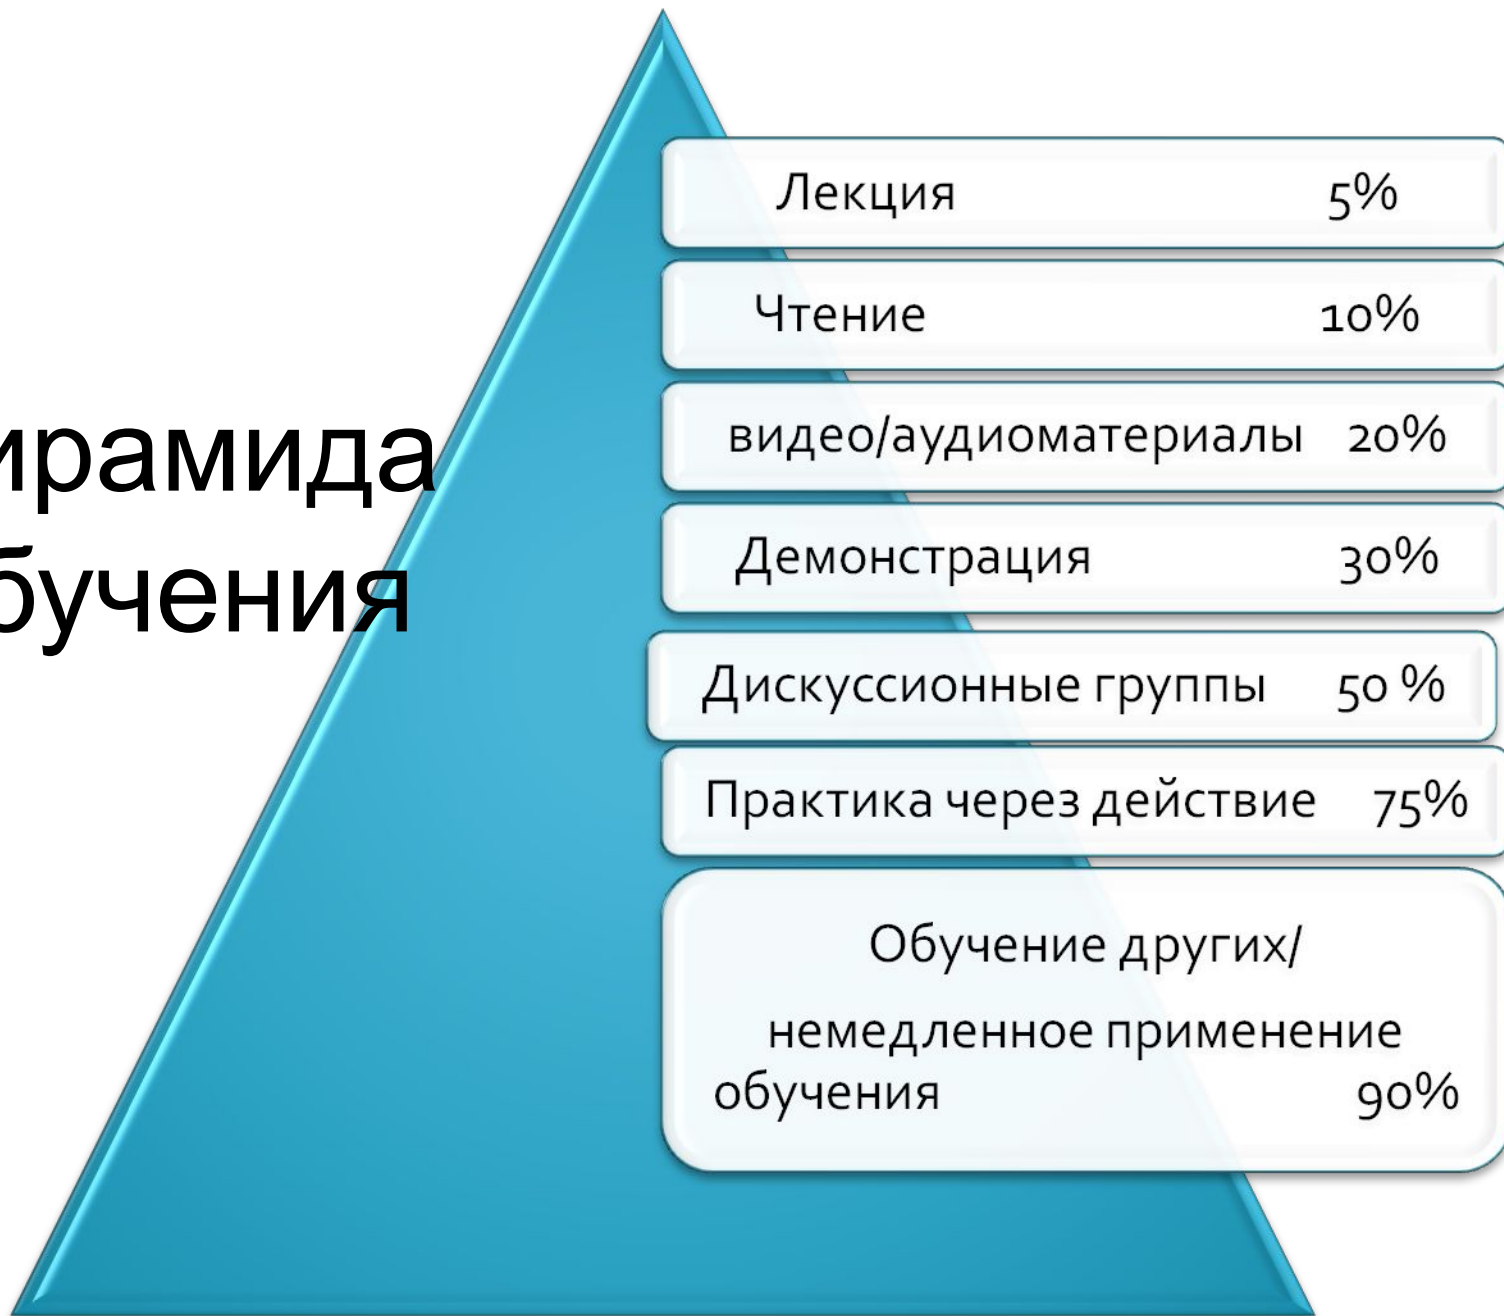 ирамида
бучения
Лекция 5%
Чтение 10%
видео/аудиоматериалы 20%
Демонстрация 30%
Дискуссионные группы 50 %
Практика через действие 75%
Обучение других/
немедленное применение
обучения 90%